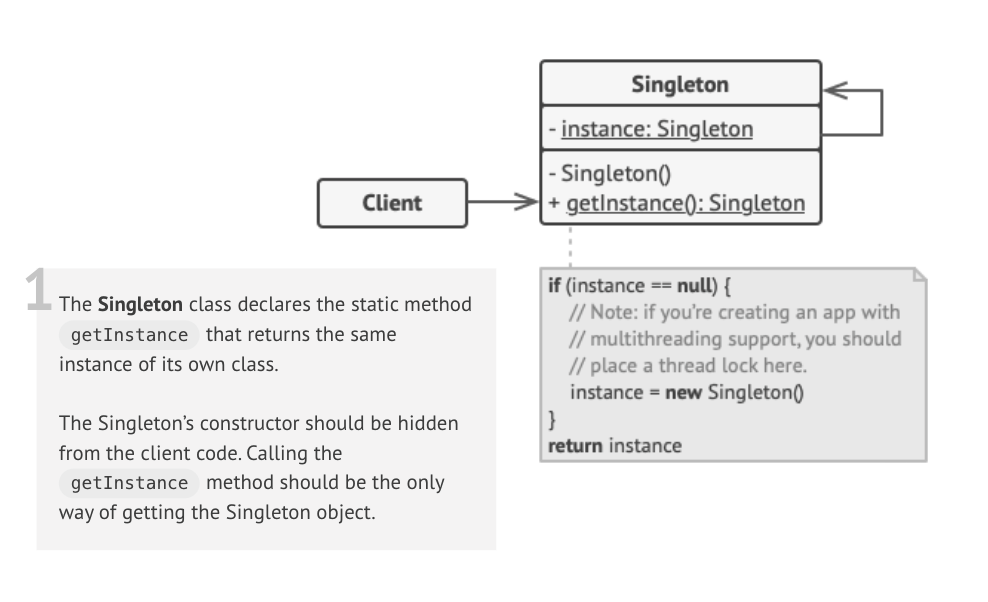 Singleton
- instance: Singleton
- Singleton()
+ getInstance(): Singleton
Client
1
The Singleton class declares the static method
getInstance that returns the same
instance of its own class.
The Singleton’s constructor should be hidden
from the client code. Calling the
getInstance method should be the only
way of getting the Singleton object.
if (instance == null) {
// Note: if you’re creating an app with
// multithreading support, you should
// place a thread lock here.
instance = new Singleton()
}
return instance